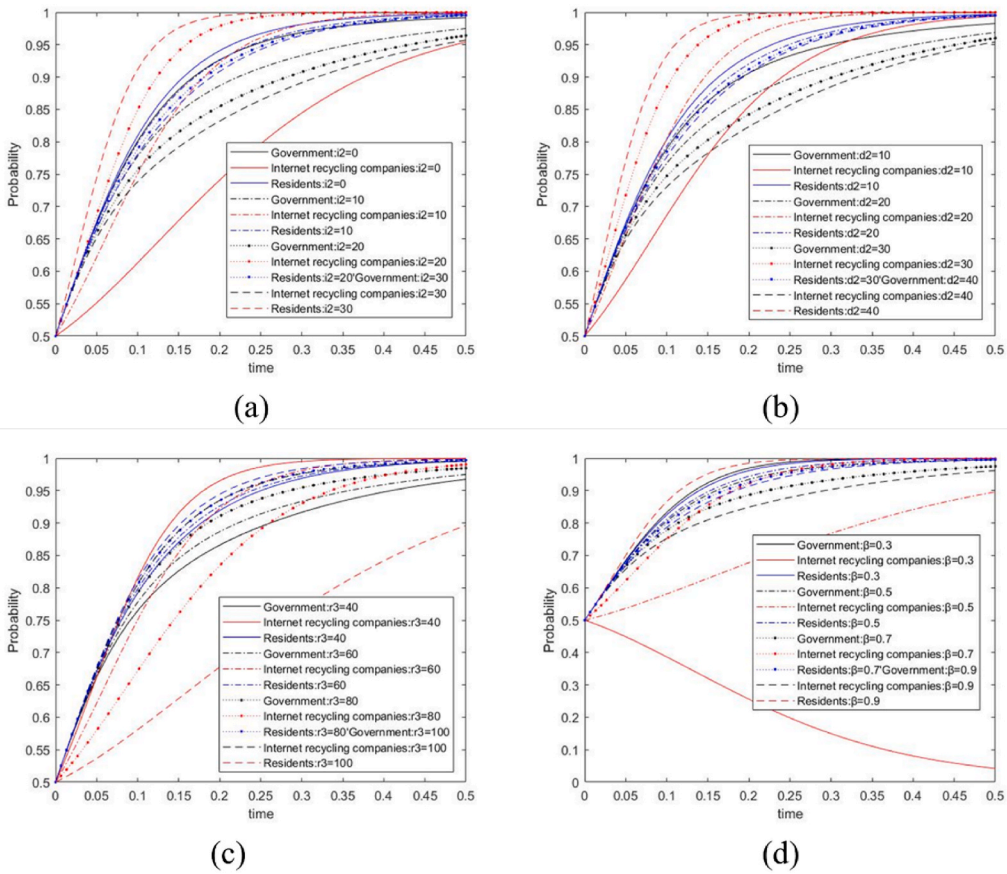 1
0.95
0.9
0.85
0.8
0.75
0.7
0.65
0.6
0.55
0.5
Probability
Government:i2=0
Internet recycling companies:i2=0
Residents:i2=0
Government:i2=10
Internet recycling companies:i2=10
Residents:i2=10
Government:i2=20
Internet recycling companies:i2=20
Residents:i2=20'Government:i2=30
Internet recycling companies:i2=30
Residents:i2=30
0 0.05 0.1 0.15 0.2 0.25 0.3 0.35 0.4 0.45 0.5
time
(a)
1
0.95
0.9
0.85
0.8
0.75
0.7
0.65
0.6
0.55
0.5
Probability
Government:d2=10
Internet recycling companies:d2=10
Residents:d2=10
Government:d2=20
Internet recycling companies:d2=20
Residents:d2=20
Government:d2=30
Internet recycling companies:d2=30
Residents:d2=30'Government:d2=40
Internet recycling companies:d2=40
Residents:d2=40
0 0.05 0.1 0.15 0.2 0.25 0.3 0.35 0.4 0.45 0.5
time
(b)
1
0.95
0.9
0.85
0.8
0.75
0.7
0.65
0.6
0.55
0.5
Probability
Government:r3=40
Internet recycling companies:r3=40
Residents:r3=40
Government:r3=60
Internet recycling companies:r3=60
Residents:r3=60
Government:r3=80
Internet recycling companies:r3=80
Residents:r3=80'Government:r3=100
Internet recycling companies:r3=100
Residents:r3=100
0 0.05 0.1 0.15 0.2 0.25 0.3 0.35 0.4 0.45 0.5
time
(c)
1
0.9
0.8
0.7
0.6
0.5
0.4
0.3
0.2
0.1
0
Probability
Government:β=0.3
Internet recycling companies:β=0.3
Residents:β=0.3
Government:β=0.5
Internet recycling companies:β=0.5
Residents:β=0.5
Government:β=0.7
Internet recycling companies:β=0.7
Residents:β=0.7'Government:β=0.9
Internet recycling companies:β=0.9
Residents:β=0.9
0 0.05 0.1 0.15 0.2 0.25 0.3 0.35 0.4 0.45 0.5
time
(d)